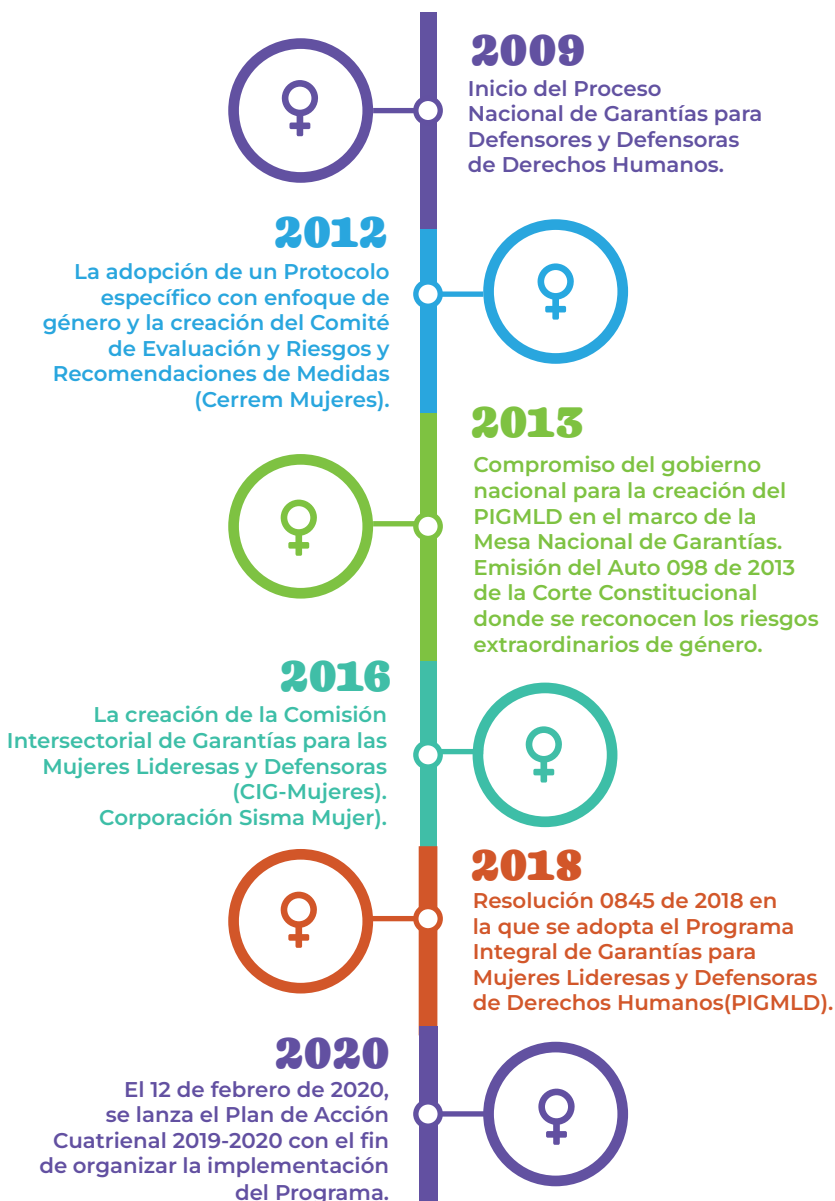 2009
Inicio del Proceso
Nacional de Garantías para
Defensores y Defensoras
de Derechos Humanos.
2012
La adopción de un Protocolo
específico con enfoque de
género y la creación del Comité
de Evaluación y Riesgos y
Recomendaciones de Medidas
(Cerrem Mujeres).
2013
Compromiso del gobierno
nacional para la creación del
PIGMLD en el marco de la
Mesa Nacional de Garantías.
Emisión del Auto 098 de 2013
de la Corte Constitucional
donde se reconocen los riesgos
extraordinarios de género.
2016
La creación de la Comisión
Intersectorial de Garantías para las
Mujeres Lideresas y Defensoras
(CIG-Mujeres).
Corporación Sisma Mujer).
2018
Resolución 0845 de 2018 en
la que se adopta el Programa
Integral de Garantías para
Mujeres Lideresas y Defensoras
de Derechos Humanos(PIGMLD).
2020
El 12 de febrero de 2020,
se lanza el Plan de Acción
Cuatrienal 2019-2020 con el fin
de organizar la implementación
del Programa.